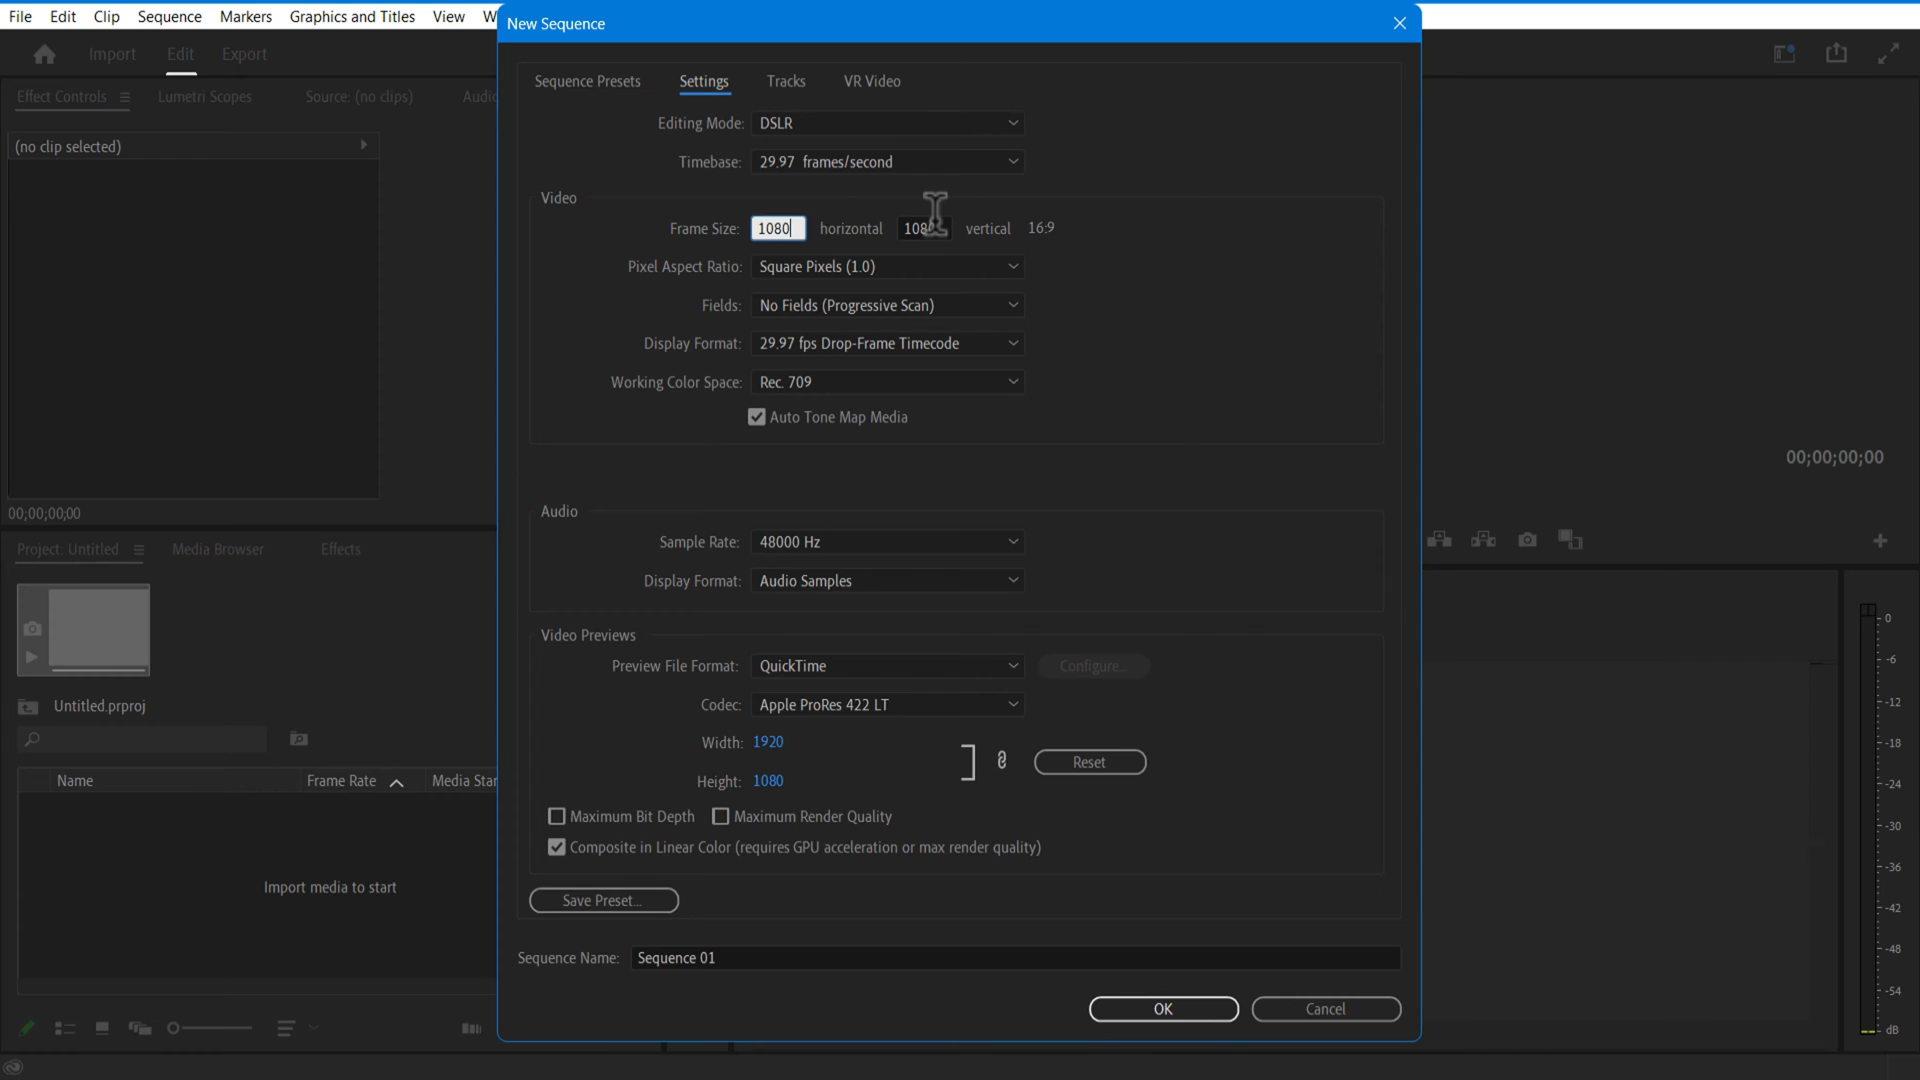 File Edit Clip Sequence Markers Graphics and Titles View W
New Sequence
Import Edit Export
Effect Controls Lumetri Scopes Source: (no clips) Audio
(no clip selected)
00;00;00;00
Sequence Presets Settings Tracks VR Video
Editing Mode: DSLR
Timebase: 29.97 frames/second
Video
Frame Size: 1080 horizontal 108 vertical 16:9
Pixel Aspect Ratio: Square Pixels (1.0)
Fields: No Fields (Progressive Scan)
Display Format: 29.97 fps Drop-Frame Timecode
Working Color Space: Rec. 709
Auto Tone Map Media
Audio
Sample Rate: 48000 Hz
Display Format: Audio Samples
Video Previews
Preview File Format: QuickTime Configure...
Codec: Apple ProRes 422 LT
Width: 1920
Height: 1080
Reset
Maximum Bit Depth Maximum Render Quality
Composite in Linear Color (requires GPU acceleration or max render quality)
Save Preset...
Sequence Name: Sequence 01
OK Cancel
00;00;00;00
Project: Untitled Media Browser Effects
Untitled.prproj
Name Frame Rate Media Star
Import media to start
0
-6
-12
-18
-24
-30
-36
-42
-48
-54
dB